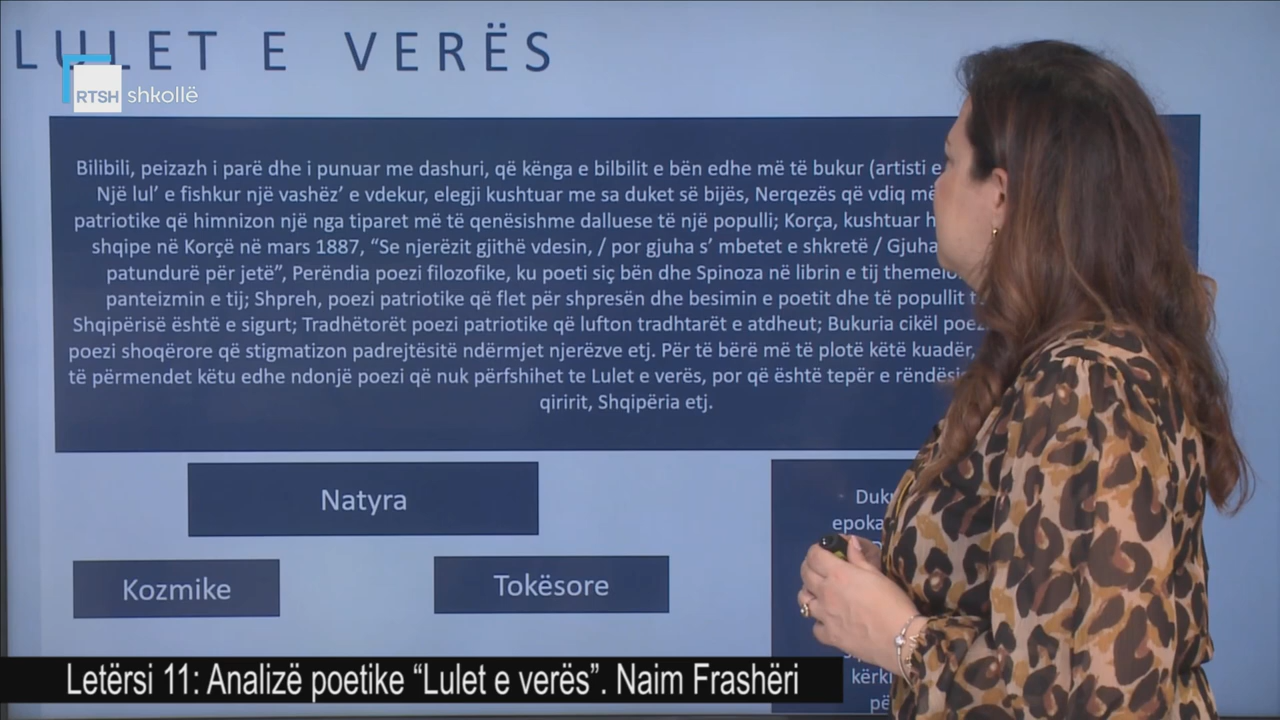 LULET E VERËS
RTSH shkollë
Bilibili, peizazh i parë dhe i punuar me dashuri, që kënga e bilbilit e bën edhe më të bukur (artisti e
Një lul’ e fishkur një vashëz’ e vdekur, elegji kushtuar me sa duket së bijës, Nerqezës që vdiq më
patriotike që himnizon një nga tiparet më të qenësishme dalluese të një populli; Korça, kushtuar
shqipe në Korçë në mars 1887, “Se njerëzit gjithë vdesin, / por gjuha s’ mbetet e shkretë / Gjuha
patundurë për jetë”, Perëndia poezi filozofike, ku poeti siç bën dhe Spinoza në librin e tij
panteizmin e tij; Shpreh, poezi patriotike që flet për shpresën dhe besimin e poetit dhe të popullit
Shqipërisë është e sigurt; Tradhëtorët poezi patriotike që lufton tradhtarët e atdheut; Bukuria cikël
poezi shoqërore që stigmatizon padrejtësitë ndërmjet njerëzve etj. Për të bërë më të plotë këtë kuadër,
të përmendet këtu edhe ndonjë poezi që nuk përfshihet te Lulet e verës, por që është tepër e
qiririt, Shqipëria etj.
Natyra
Kozmike
Tokësore
Letërsi 11: Analizë poetike “Lulet e verës”. Naim Frashëri